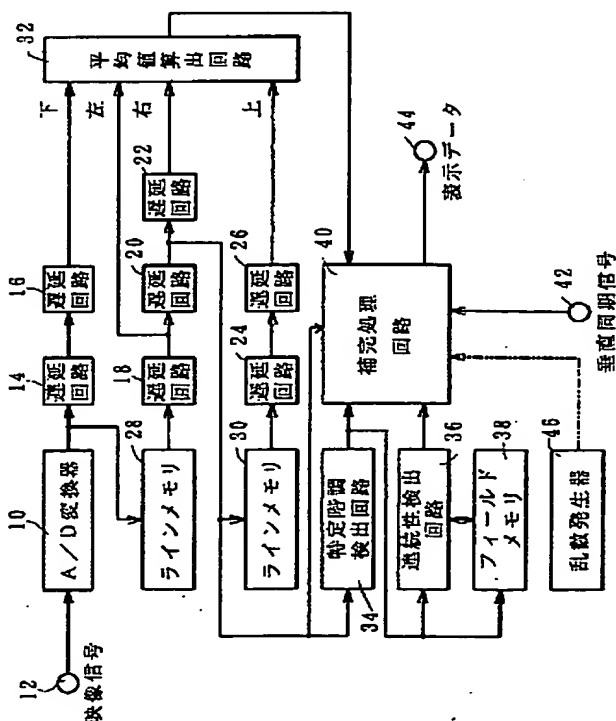 12
映像信号
10
A/D変換器
14
遅延
回路
16
遅延
回路
下
28
ラインメモリ
18
遅延
回路
20
遅延
回路
22
遅延
回路
左
右
32
平均値算出回路
30
ラインメモリ
24
遅延
回路
26
遅延
回路
上
34
特定階調
検出回路
36
連続性検出
回路
38
フィールド
メモリ
46
乱数発生器
40
補完処理
回路
42
垂直同期信号
44
表示データ